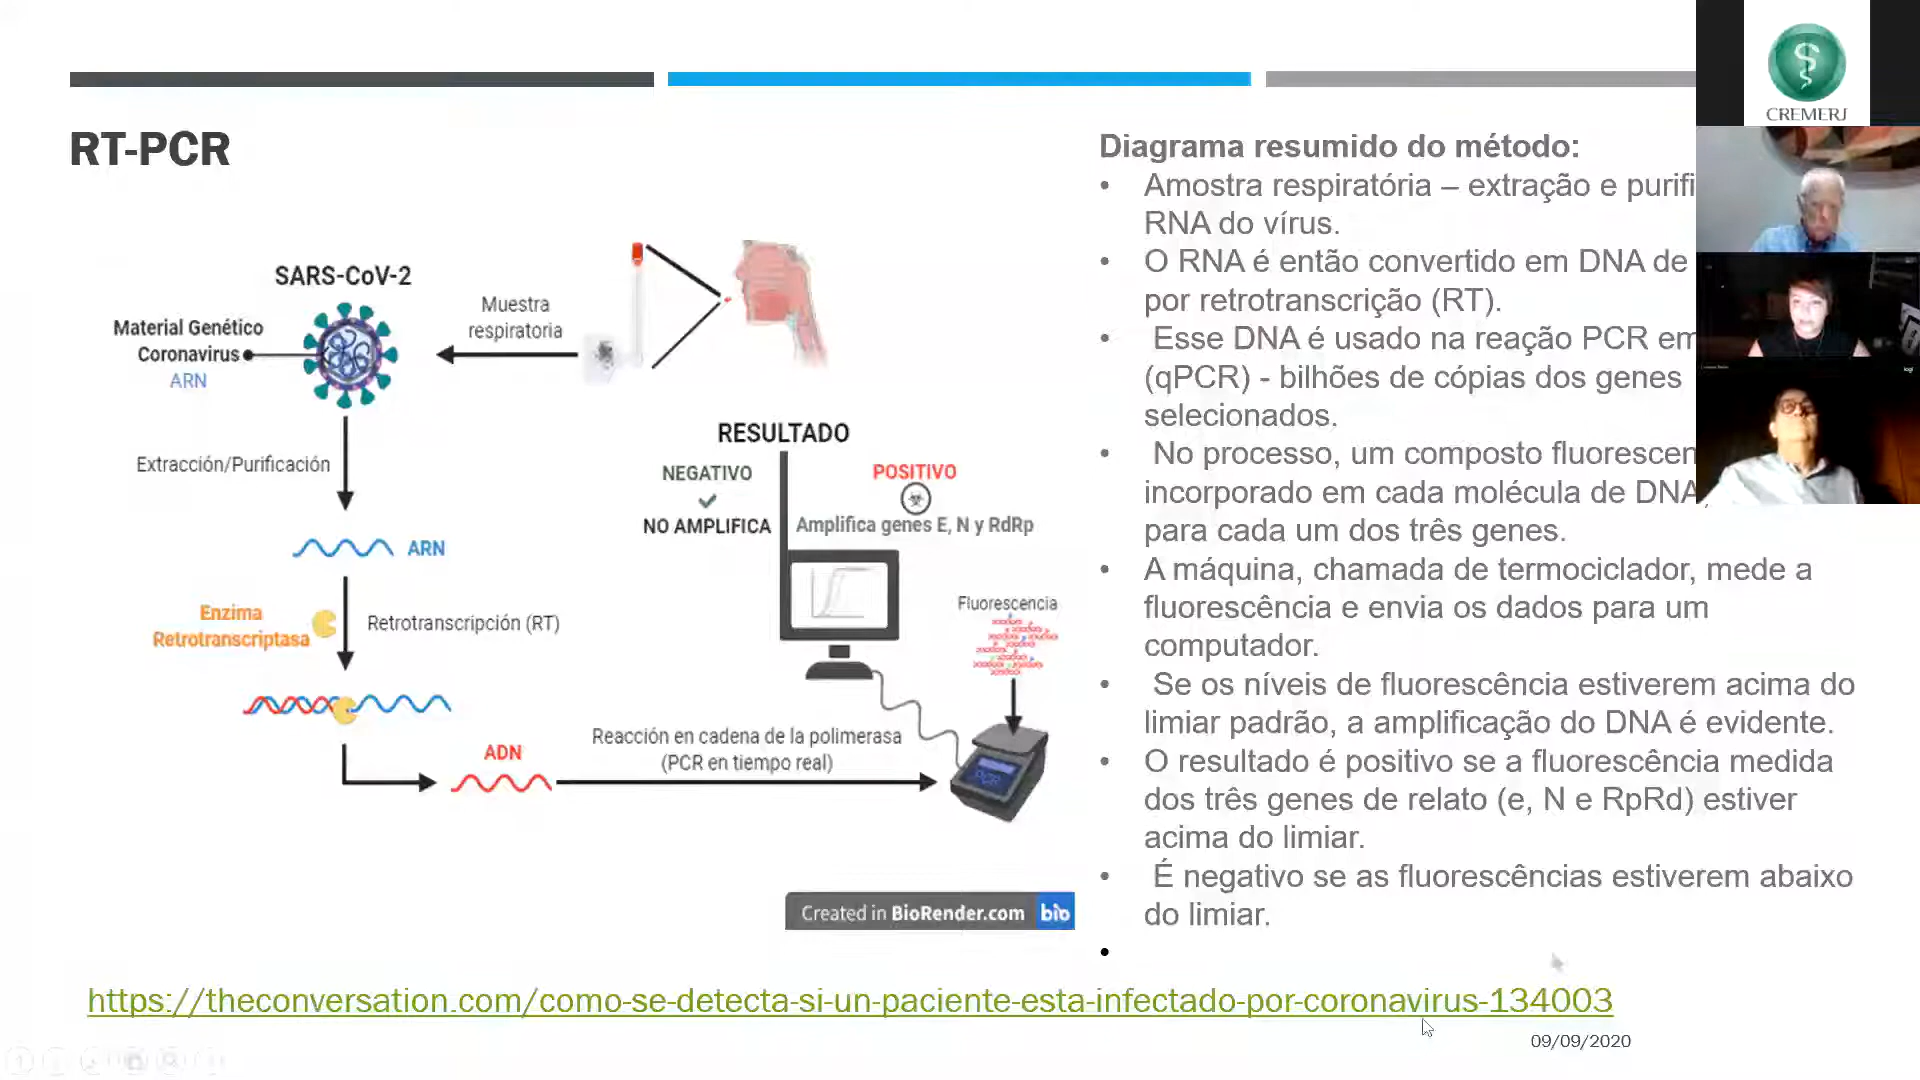 CREMERJ
RT-PCR
SARS-CoV-2
Material Genético
Coronavirus
ARN
Muestra
respiratoria
Extracción/Purificación
ARN
Enzima
Retrotranscriptasa
Retrotranscripción (RT)
ADN
Reacción en cadena de la polimerasa
(PCR en tiempo real)
RESULTADO
NEGATIVO
NO AMPLIFICA
POSITIVO
Amplifica genes E, N y RdRp
Fluorescencia
PCR
Created in BioRender.com bio
Diagrama resumido do método:
• Amostra respiratória – extração e purifi
RNA do vírus.
• O RNA é então convertido em DNA de
por retrotranscrição (RT).
• Esse DNA é usado na reação PCR em
(qPCR) - bilhões de cópias dos genes
selecionados.
• No processo, um composto fluorescen
incorporado em cada molécula de DNA,
para cada um dos três genes.
• A máquina, chamada de termociclador, mede a
fluorescência e envia os dados para um
computador.
• Se os níveis de fluorescência estiverem acima do
limiar padrão, a amplificação do DNA é evidente.
• O resultado é positivo se a fluorescência medida
dos três genes de relato (e, N e RpRd) estiver
acima do limiar.
• É negativo se as fluorescências estiverem abaixo
do limiar.
•
https://theconversation.com/como-se-detecta-si-un-paciente-esta-infectado-por-coronavirus-134003
09/09/2020